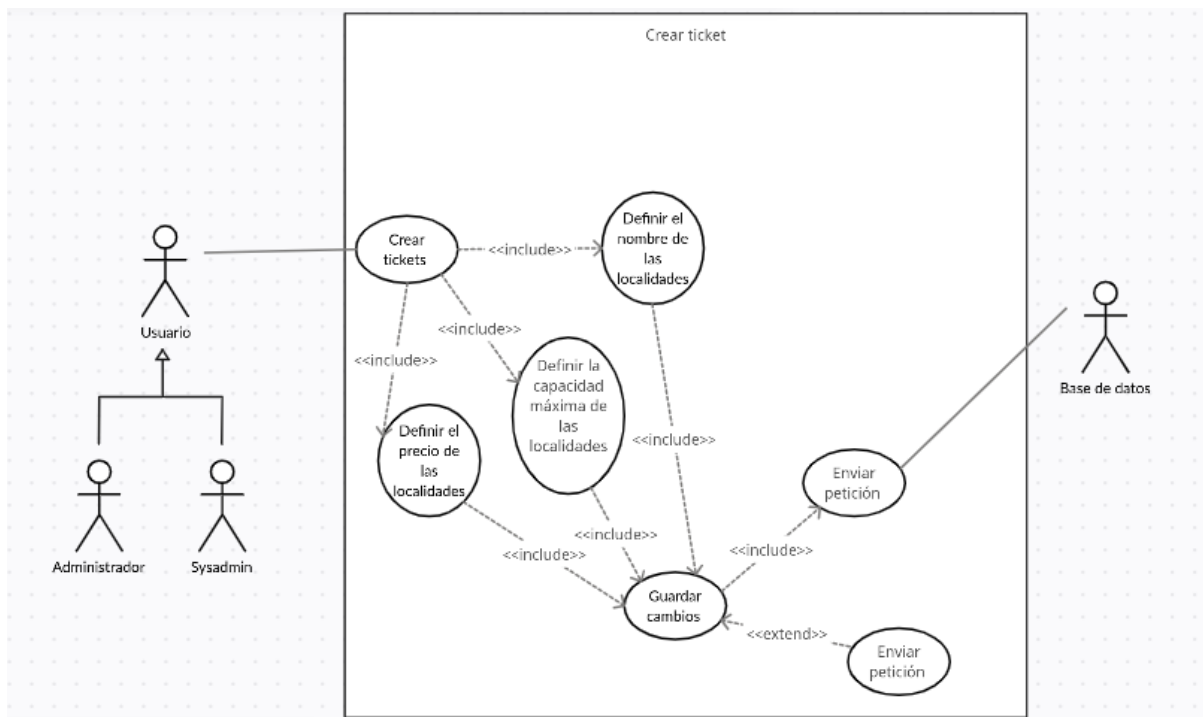 Crear ticket
Crear
tickets
<<include>>
Definir el
nombre de
las
localidades
Usuario
<<include>>
<<include>>
Definir la
capacidad
máxima de
las
localidades
Base de datos
Definir el
precio de
las
localidades
<<include>>
Enviar
petición
Administrador
Sysadmin
<<include>>
<<include>>
<<include>>
Guardar
cambios
<<extend>>
Enviar
petición